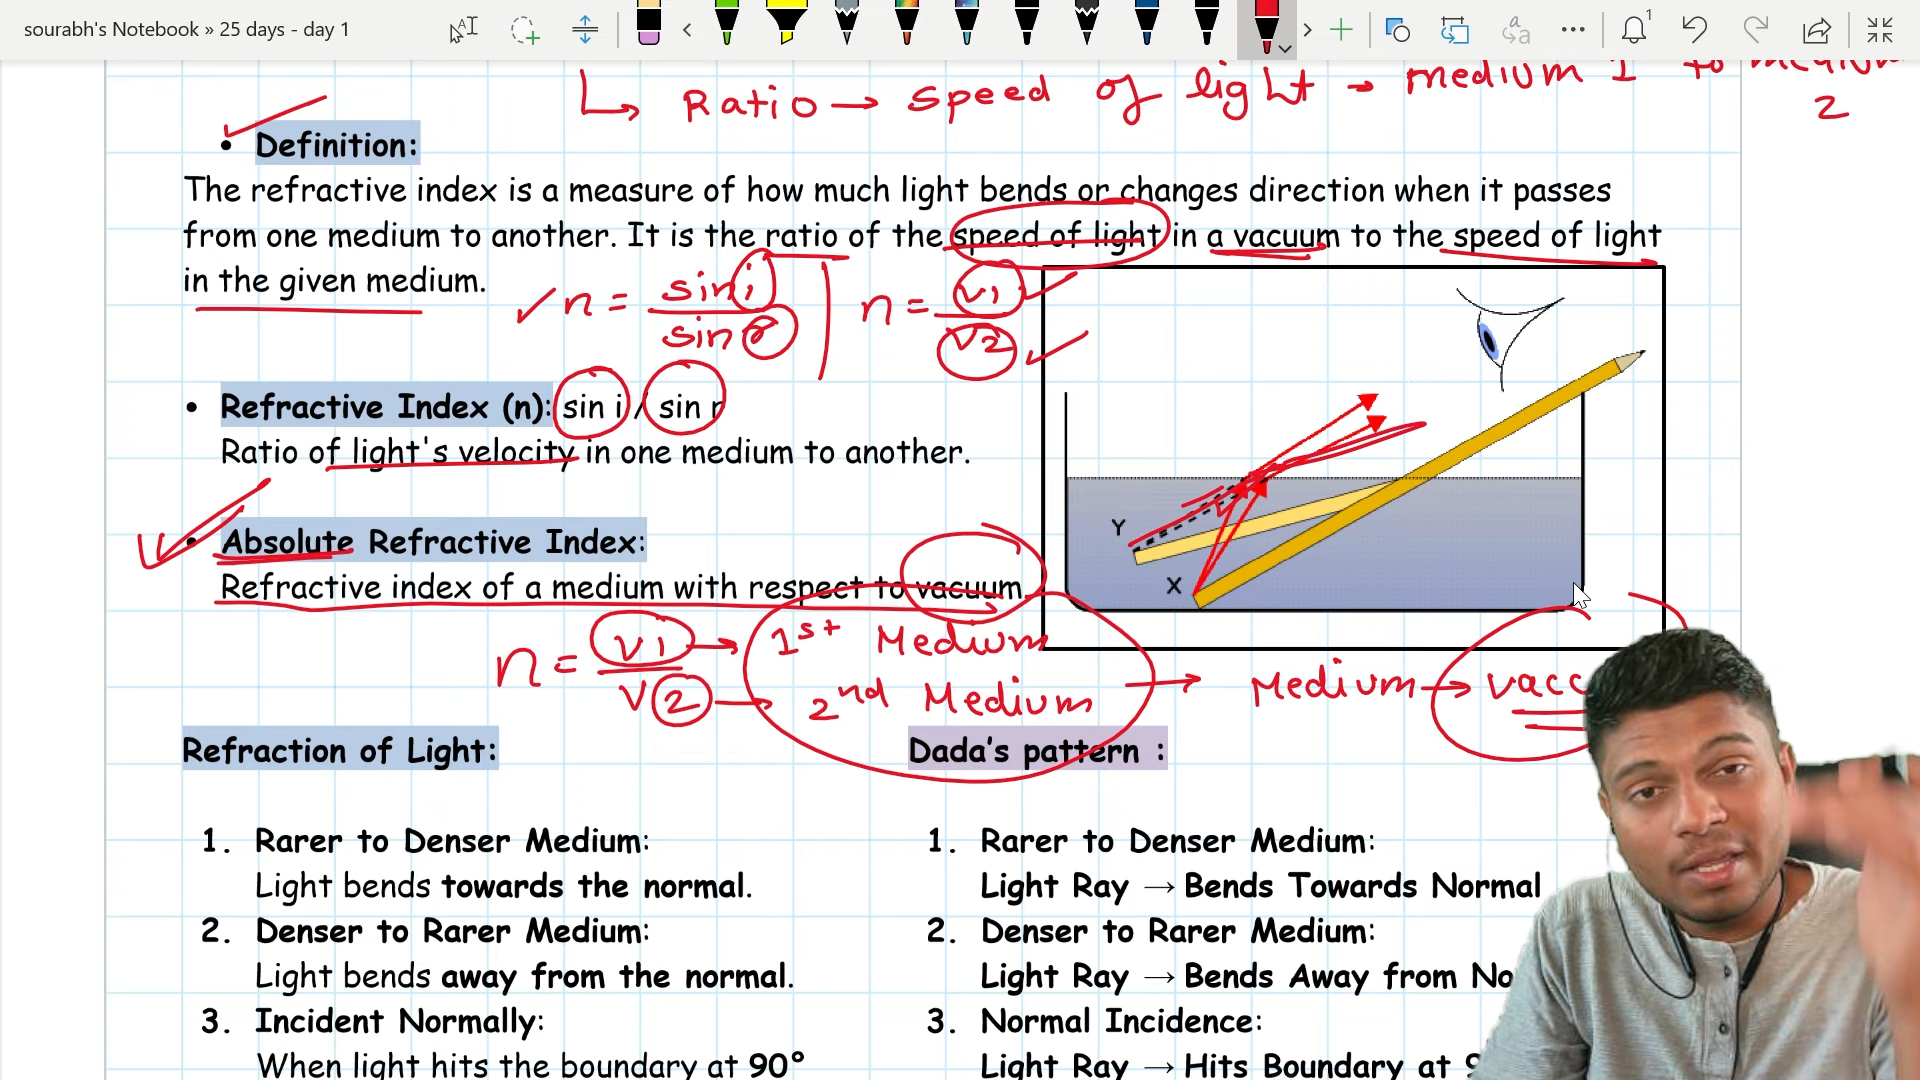 sourabh's Notebook » 25 days - day 1
Ratio → speed of light → medium 1 to medium
2
• Definition:
The refractive index is a measure of how much light bends or changes direction when it passes
from one medium to another. It is the ratio of the speed of light in a vacuum to the speed of light
in the given medium.
n = sin i / sin r | n = v1 / v2
• Refractive Index (n): sin i / sin r
Ratio of light's velocity in one medium to another.
Y
• Absolute Refractive Index:
X
Refractive index of a medium with respect to vacuum.
n = v1 / v2 → 1st Medium
→ 2nd Medium → Medium → vacc
Refraction of Light:
Dada's pattern :
1. Rarer to Denser Medium:
Light bends towards the normal.
2. Denser to Rarer Medium:
Light bends away from the normal.
3. Incident Normally:
When light hits the boundary at 90°
1. Rarer to Denser Medium:
Light Ray → Bends Towards Normal
2. Denser to Rarer Medium:
Light Ray → Bends Away from No
3. Normal Incidence:
Light Ray → Hits Boundary at 9